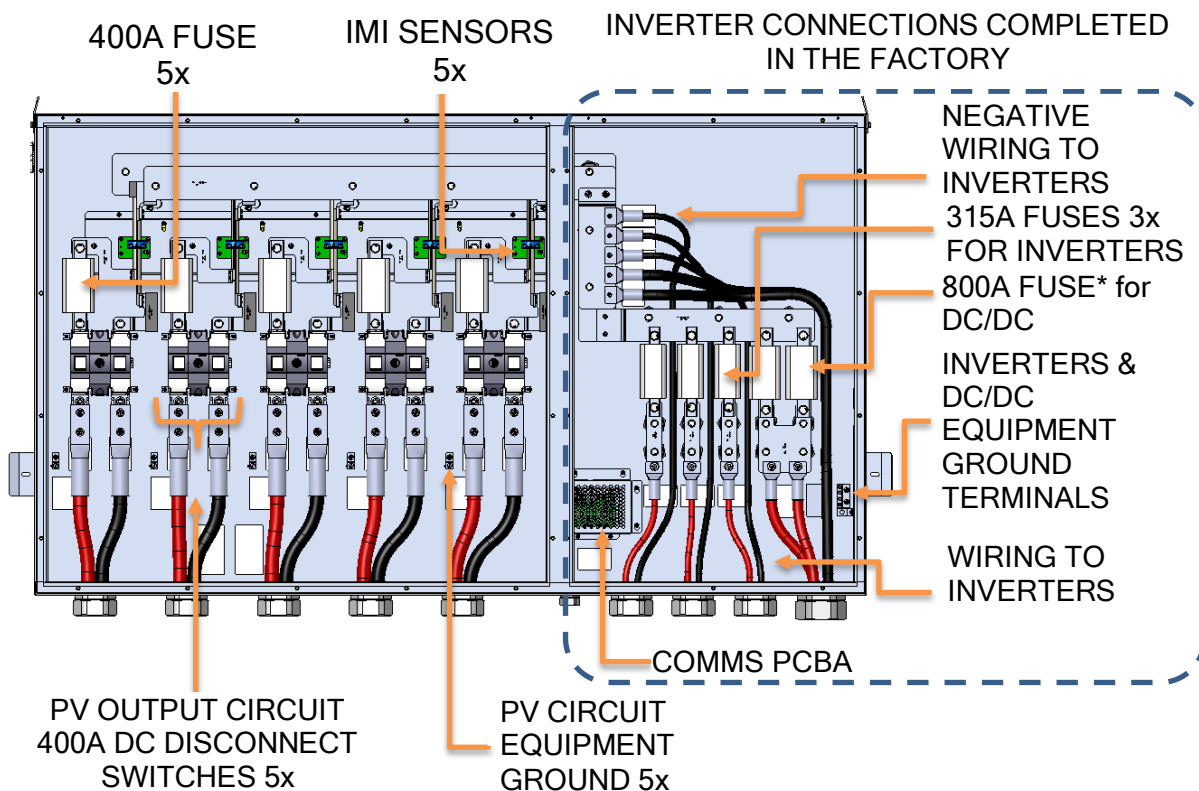 400A FUSE
5x
IMI SENSORS
5x
INVERTER CONNECTIONS COMPLETED
IN THE FACTORY
NEGATIVE
WIRING TO
INVERTERS
315A FUSES 3x
FOR INVERTERS
800A FUSE* for
DC/DC
INVERTERS &
DC/DC
EQUIPMENT
GROUND
TERMINALS
WIRING TO
INVERTERS
COMMS PCBA
PV OUTPUT CIRCUIT
400A DC DISCONNECT
SWITCHES 5x
PV CIRCUIT
EQUIPMENT
GROUND 5x